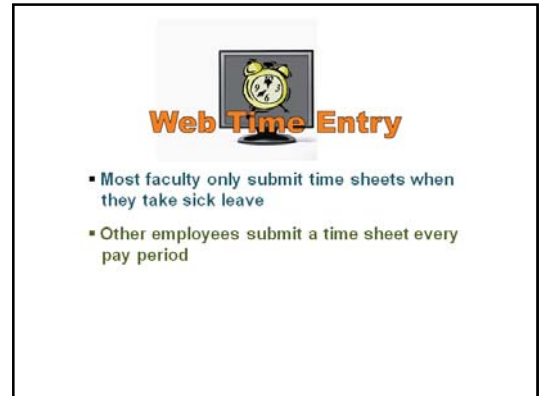 Web Time Entry
▪ Most faculty only submit time sheets when
they take sick leave
▪ Other employees submit a time sheet every
pay period